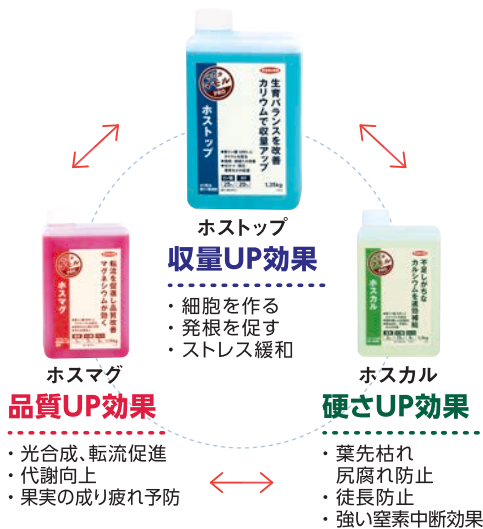 生育バランスを改善
カリウムで収量アップ
ホストップ
1.35kg
ホストップ
収量UP効果
・細胞を作る
・発根を促す
・ストレス緩和
転流を促進し品質改善
マグネシウムが効く
ホスマグ
ホスマグ
品質UP効果
・光合成、転流促進
・代謝向上
・果実の成り疲れ予防
不足しがちな
カルシウムを速効補給
ホスカル
ホスカル
硬さUP効果
・葉先枯れ
尻腐れ防止
・徒長防止
・強い窒素中断効果